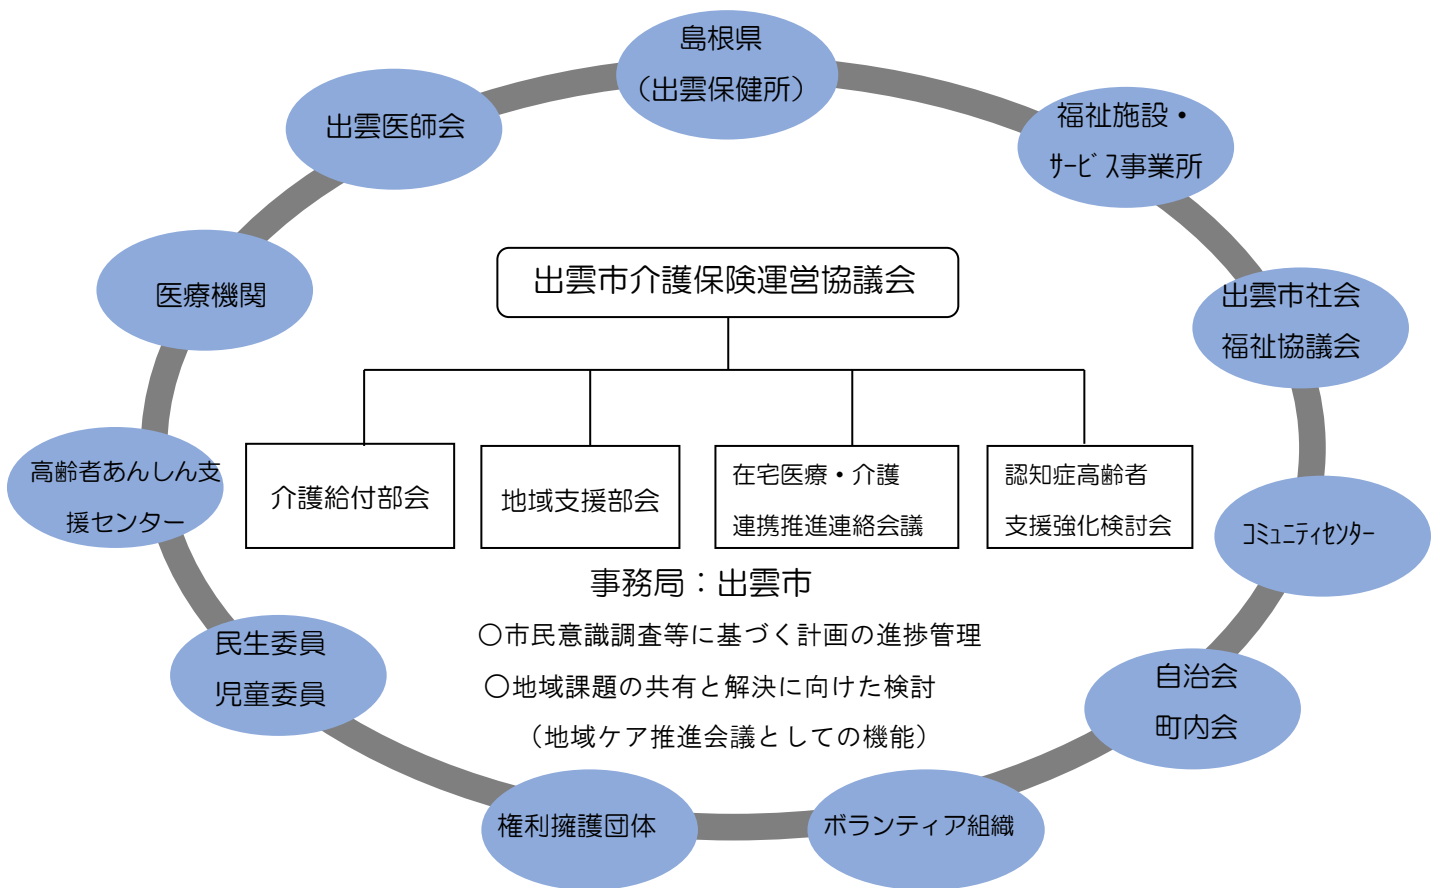 島根県
（出雲保健所）
出雲医師会
福祉施設・
ｻｰﾋﾞｽ事業所
医療機関
出雲市介護保険運営協議会
出雲市社会
福祉協議会
高齢者あんしん支
援センター
介護給付部会
地域支援部会
在宅医療・介護
連携推進連絡会議
認知症高齢者
支援強化検討会
ｺﾐｭﾆﾃｨｾﾝﾀｰ
事務局：出雲市
〇市民意識調査等に基づく計画の進捗管理
〇地域課題の共有と解決に向けた検討
（地域ケア推進会議としての機能）
民生委員
児童委員
自治会
町内会
権利擁護団体
ボランティア組織